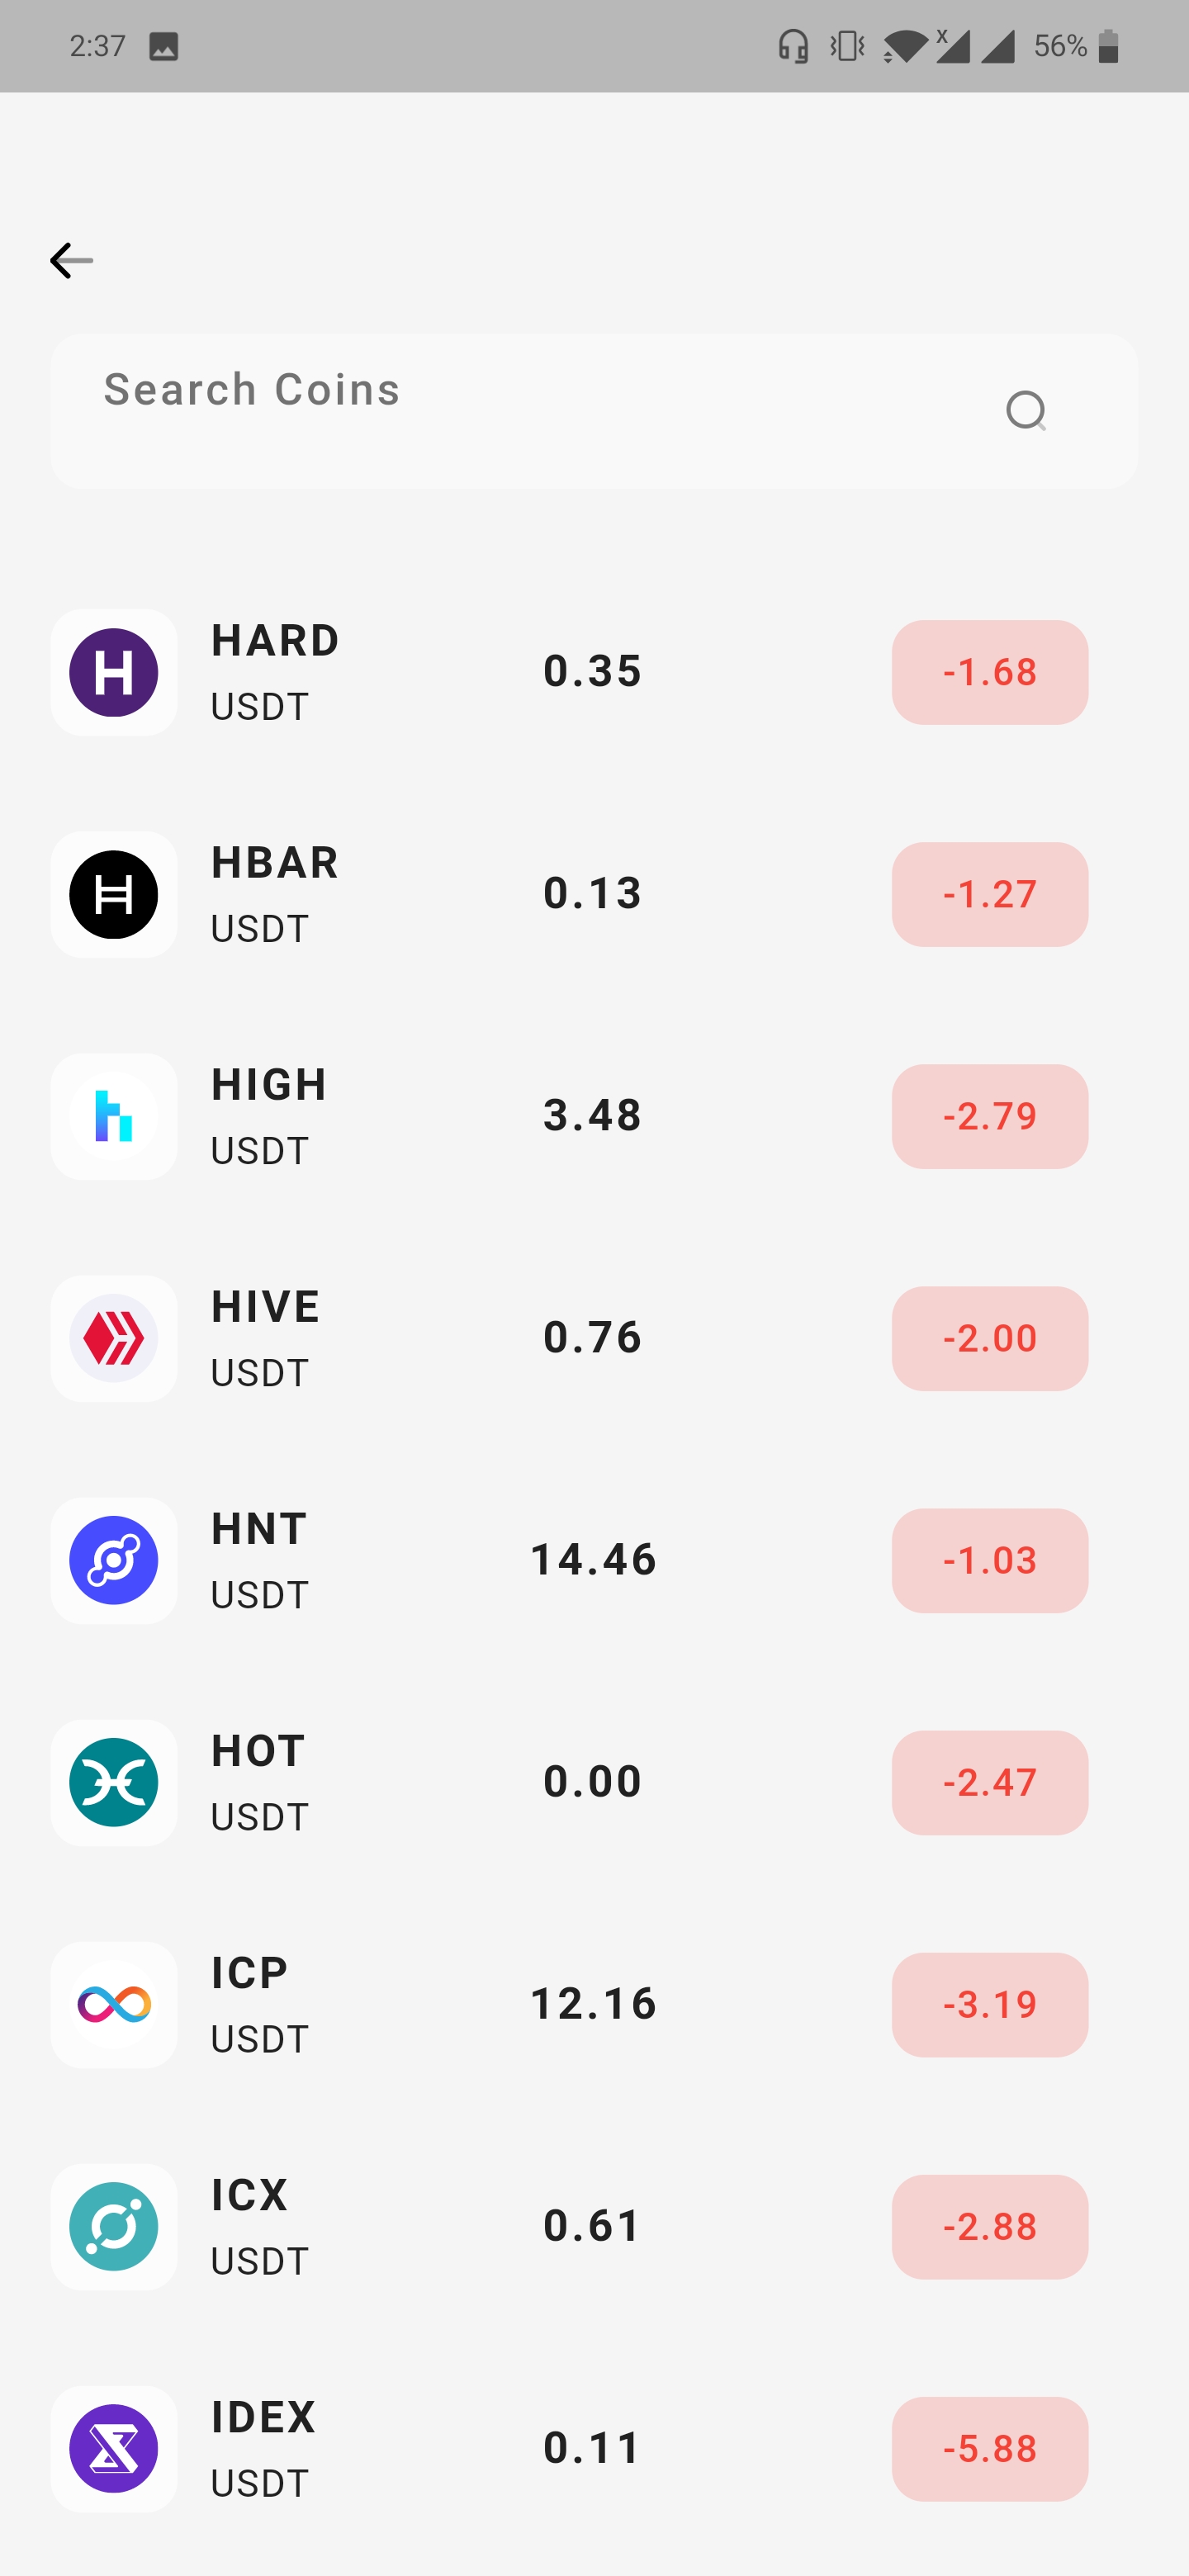 2:37
x
56%
Search Coins
HARD
USDT
0.35
-1.68
HBAR
USDT
0.13
-1.27
HIGH
USDT
3.48
-2.79
HIVE
USDT
0.76
-2.00
HNT
USDT
14.46
-1.03
HOT
USDT
0.00
-2.47
ICP
USDT
12.16
-3.19
ICX
USDT
0.61
-2.88
IDEX
USDT
0.11
-5.88